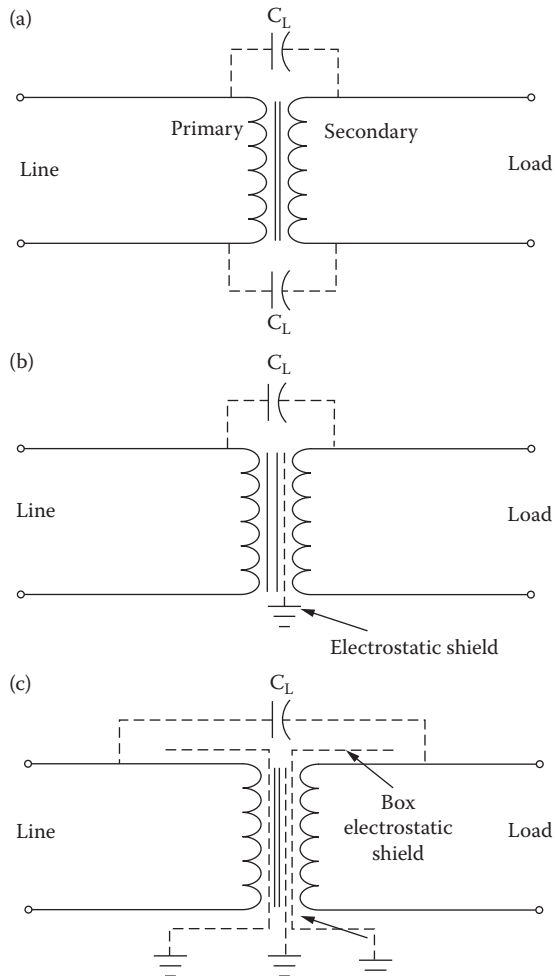 (a)
C_L
Primary
Secondary
Line
Load
C_L
(b)
C_L
Line
Load
Electrostatic shield
(c)
C_L
Line
Box
electrostatic
shield
Load